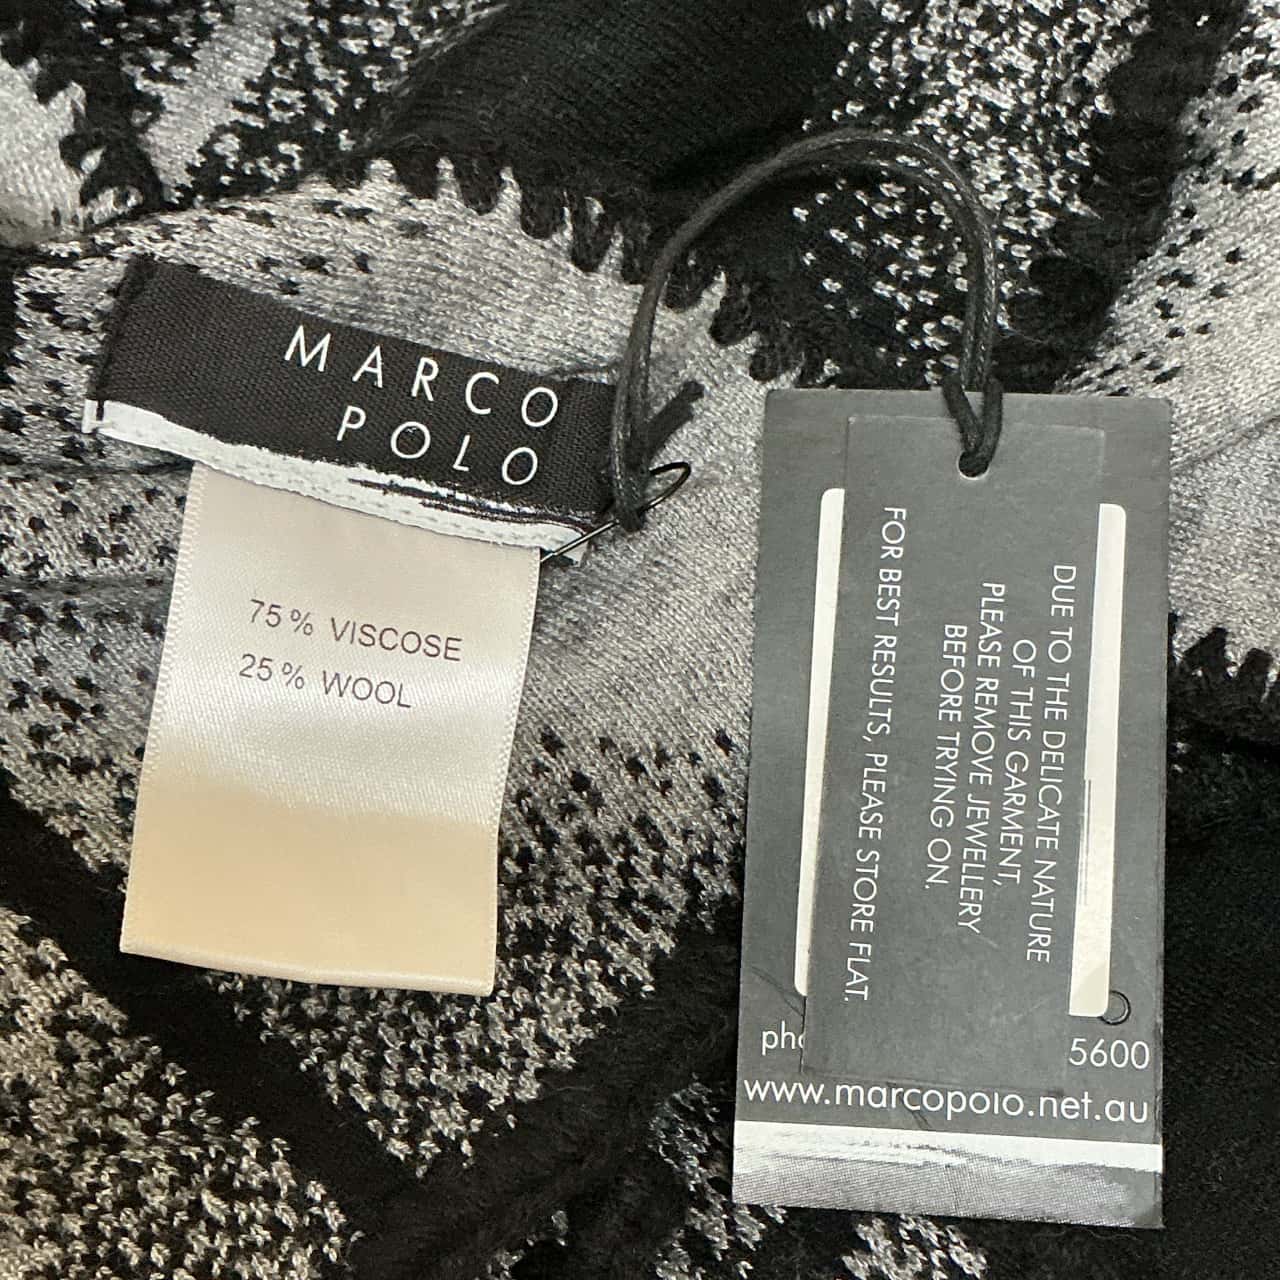 MARCO
POLO
75% VISCOSE
25% WOOL
DUE TO THE DELICATE NATURE
OF THIS GARMENT,
PLEASE REMOVE JEWELLERY
BEFORE TRYING ON.
FOR BEST RESULTS, PLEASE STORE FLAT.
5600
www.marcopolo.net.au